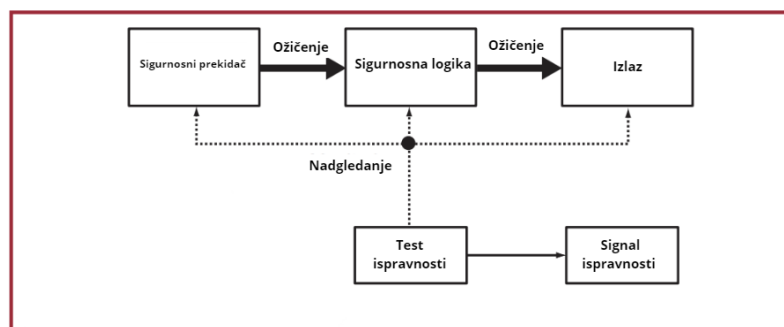 Ožičenje
Ožičenje
Sigurnosni prekidač
Sigurnosna logika
Izlaz
Nadgledanje
Test
ispravnosti
Signal
ispravnosti